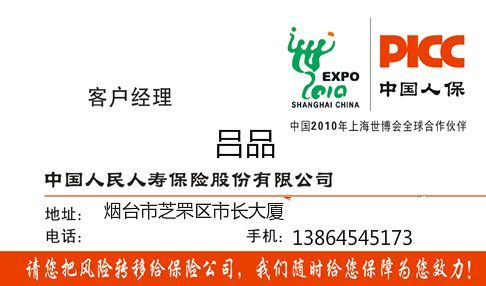 EXPO
2010
SHANGHAI CHINA
PICC
中国人保
中国2010年上海世博会全球合作伙伴
客户经理
吕品
中国人民人寿保险股份有限公司
地址： 烟台市芝罘区市长大厦
电话： 手机：13864545173
请您把风险转移给保险公司，我们随时给您保障为您效力！